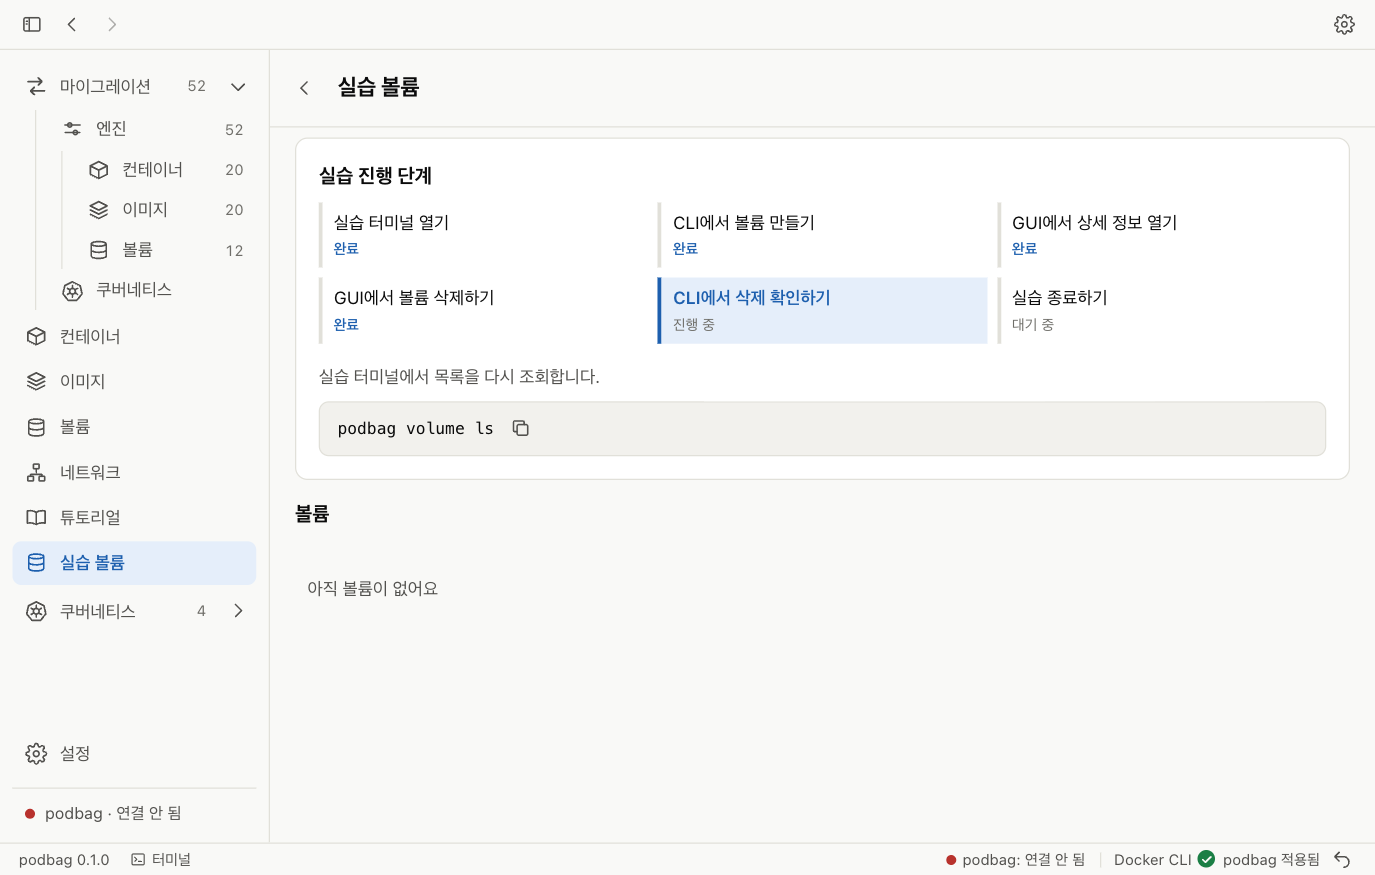 마이그레이션 52
엔진 52
컨테이너 20
이미지 20
볼륨 12
쿠버네티스
컨테이너
이미지
볼륨
네트워크
튜토리얼
실습 볼륨
쿠버네티스 4
설정
podbag · 연결 안 됨
실습 볼륨
실습 진행 단계
실습 터미널 열기
완료
CLI에서 볼륨 만들기
완료
GUI에서 상세 정보 열기
완료
GUI에서 볼륨 삭제하기
완료
CLI에서 삭제 확인하기
진행 중
실습 종료하기
대기 중
실습 터미널에서 목록을 다시 조회합니다.
podbag volume ls
볼륨
아직 볼륨이 없어요
podbag 0.1.0 터미널
podbag: 연결 안 됨 Docker CLI podbag 적용됨